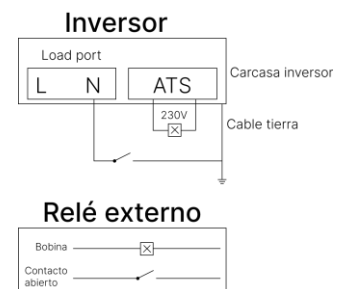 Inversor
Load port
L N ATS
Carcasa inversor
230V
Cable tierra
Relé externo
Bobina
Contacto
abierto